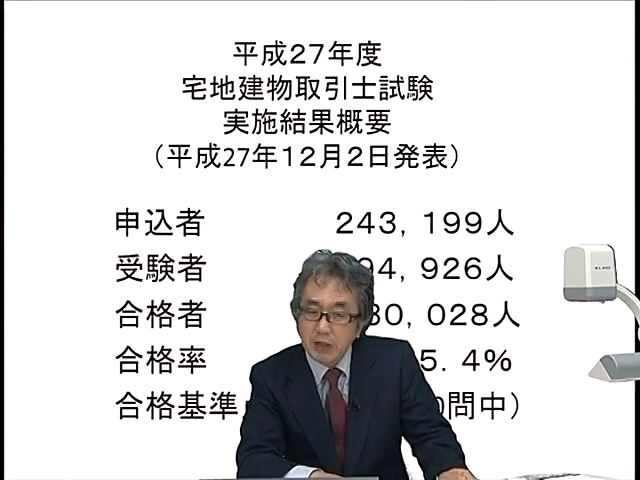 平成２７年度
宅地建物取引士試験
実施結果概要
（平成27年１２月２日発表）
申込者 ２４３，１９９人
受験者 94，９２６人
合格者 30，０２８人
合格率 5．４％
合格基準 0問中）
ELMO